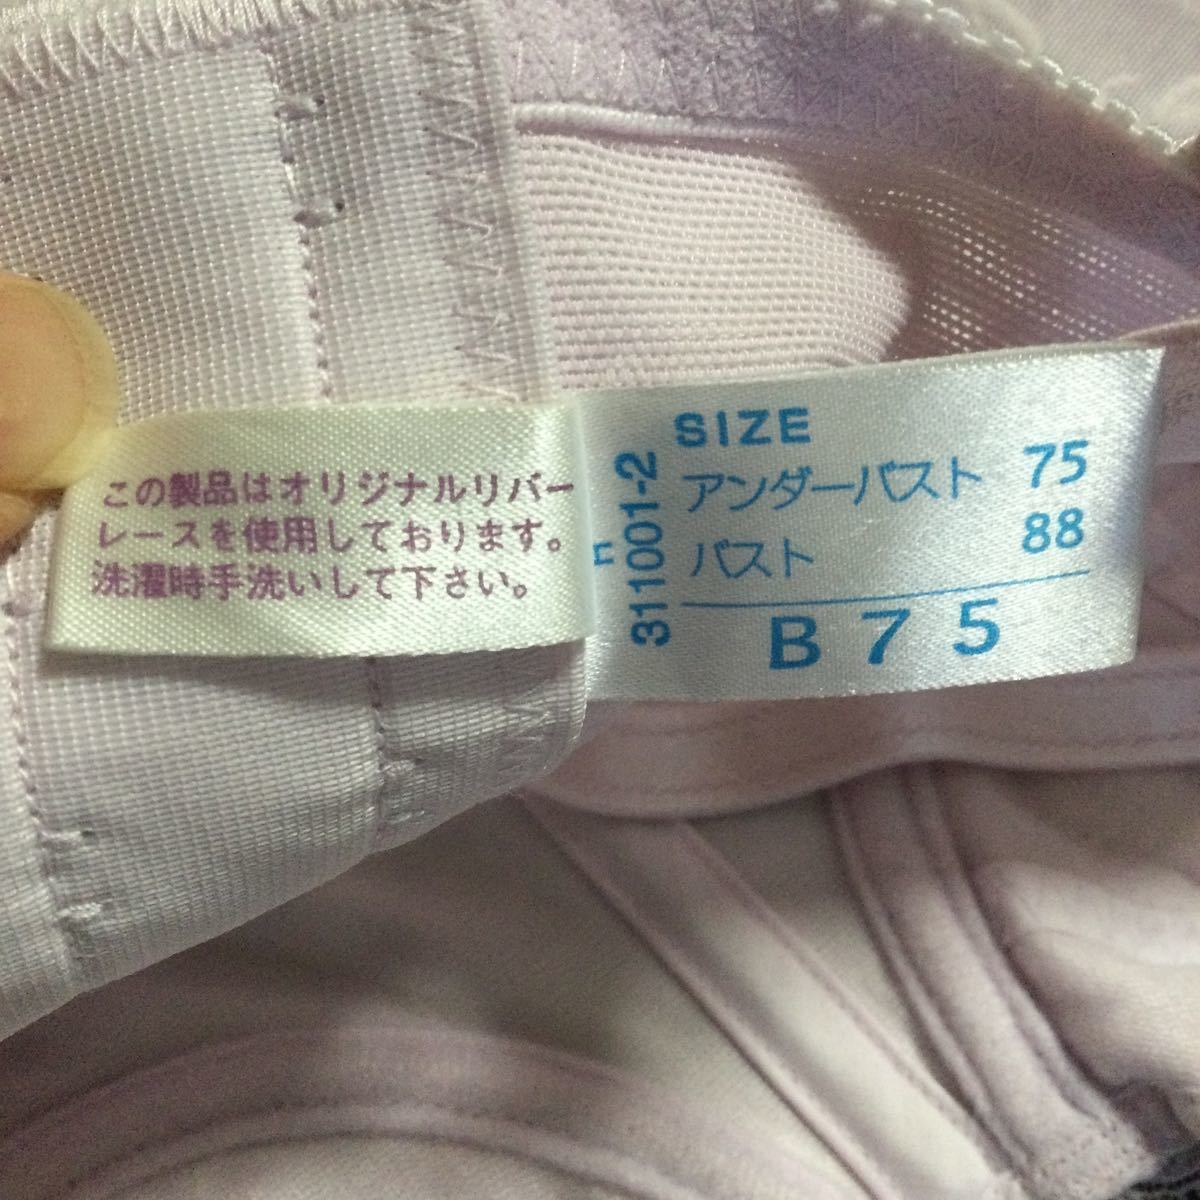 この製品はオリジナルリバー
レースを使用しております。
洗濯時手洗いして下さい。
311001-2
SIZE
アンダーバスト 75
バスト 88
B 7 5